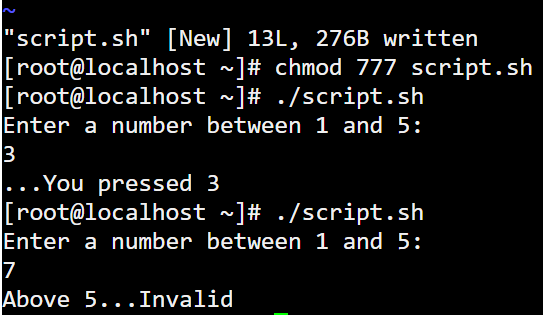 ~
"script.sh" [New] 13L, 276B written
[root@localhost ~]# chmod 777 script.sh
[root@localhost ~]# ./script.sh
Enter a number between 1 and 5:
3
...You pressed 3
[root@localhost ~]# ./script.sh
Enter a number between 1 and 5:
7
Above 5...Invalid